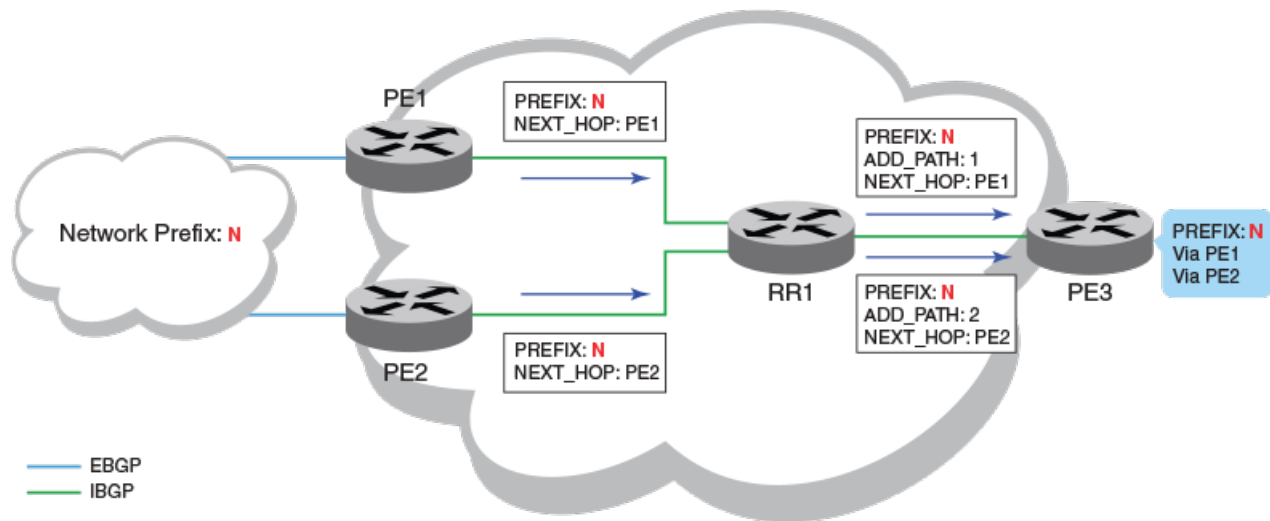 PE1
PREFIX: N
NEXT_HOP: PE1
PREFIX: N
ADD_PATH: 1
NEXT_HOP: PE1
Network Prefix: N
PREFIX: N
Via PE1
Via PE2
RR1
PE3
PREFIX: N
ADD_PATH: 2
NEXT_HOP: PE2
PE2
PREFIX: N
NEXT_HOP: PE2
EBGP
IBGP